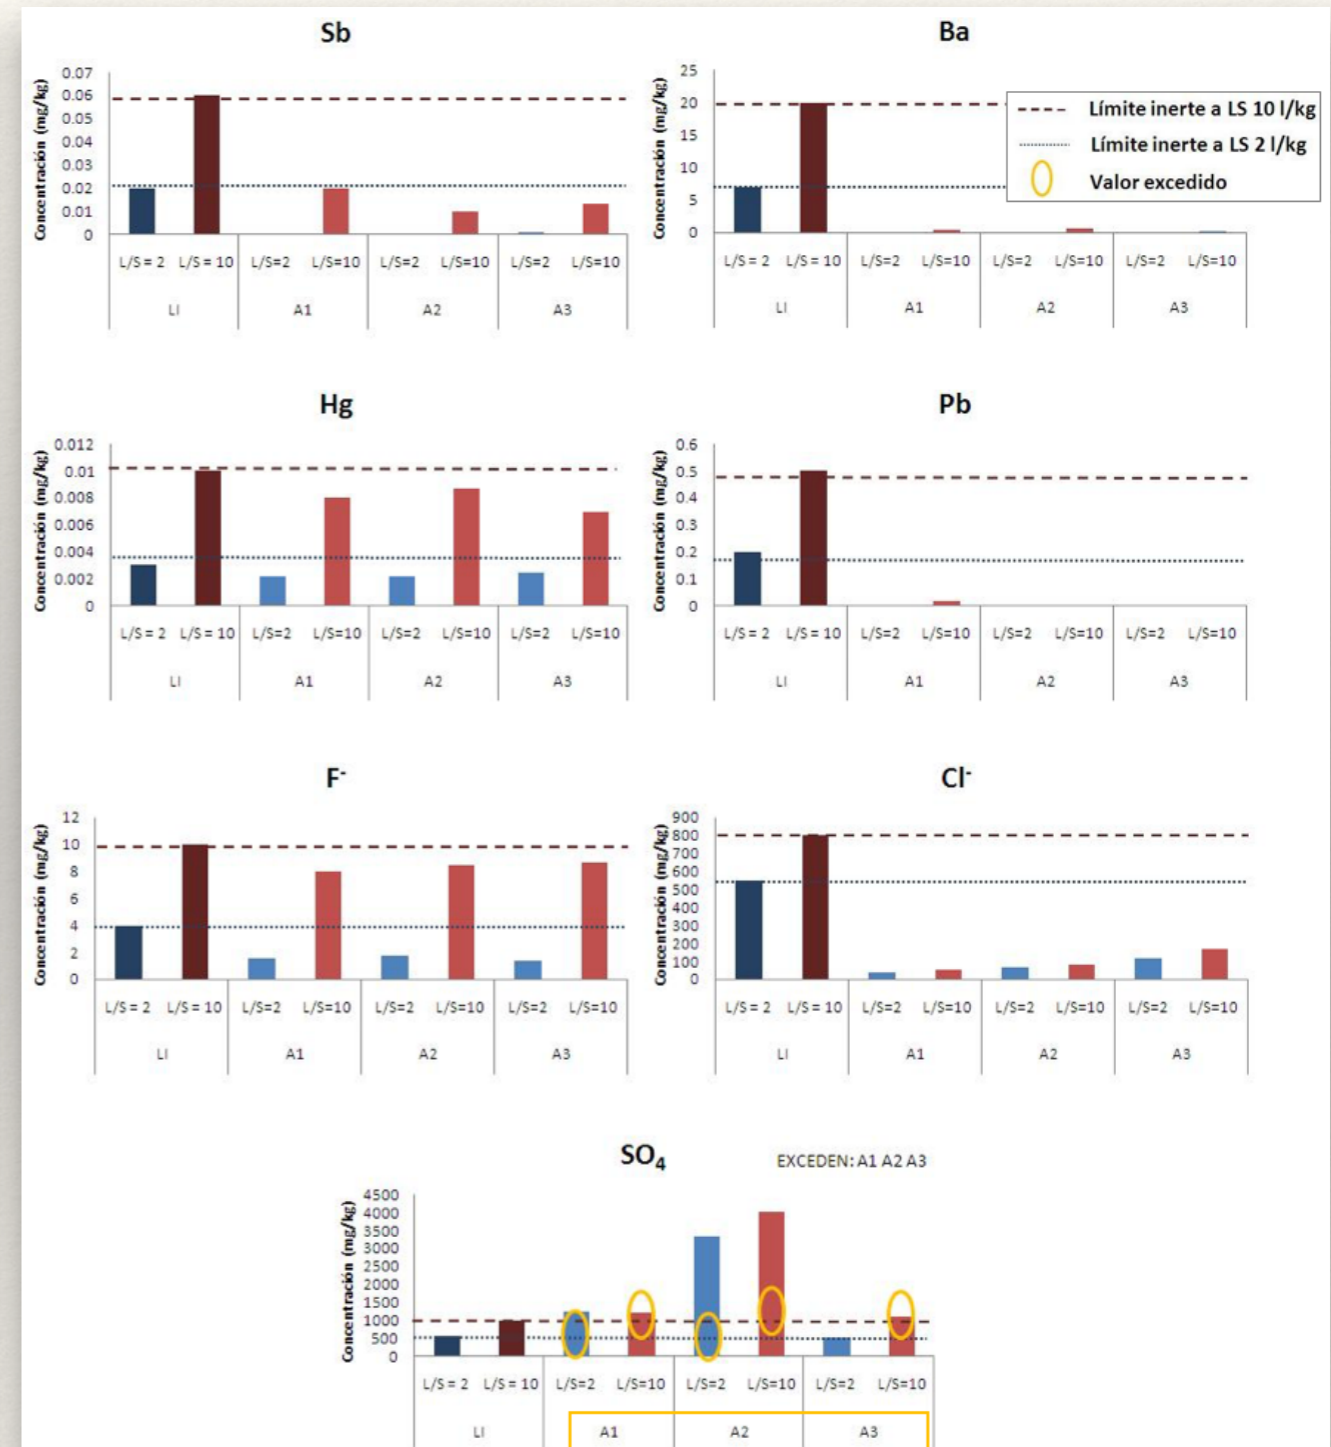 Sb
Concentración (mg/kg)
0.07
0.06
0.05
0.04
0.03
0.02
0.01
0
L/S = 2 L/S = 10 L/S=2 L/S=10 L/S=2 L/S=10 L/S=2 L/S=10
LI A1 A2 A3
Ba
Concentración (mg/kg)
25
20
15
10
5
0
L/S = 2 L/S = 10 L/S=2 L/S=10 L/S=2 L/S=10 L/S=2 L/S=10
LI A1 A2 A3
Límite inerte a LS 10 l/kg
Límite inerte a LS 2 l/kg
Valor excedido
Hg
Concentración (mg/kg)
0.012
0.01
0.008
0.006
0.004
0.002
0
L/S = 2 L/S = 10 L/S=2 L/S=10 L/S=2 L/S=10 L/S=2 L/S=10
LI A1 A2 A3
Pb
Concentración (mg/kg)
0.6
0.5
0.4
0.3
0.2
0.1
0
L/S = 2 L/S = 10 L/S=2 L/S=10 L/S=2 L/S=10 L/S=2 L/S=10
LI A1 A2 A3
F-
Concentración (mg/kg)
12
10
8
6
4
2
0
L/S = 2 L/S = 10 L/S=2 L/S=10 L/S=2 L/S=10 L/S=2 L/S=10
LI A1 A2 A3
Cl-
Concentración (mg/kg)
900
800
700
600
500
400
300
200
100
0
L/S = 2 L/S = 10 L/S=2 L/S=10 L/S=2 L/S=10 L/S=2 L/S=10
LI A1 A2 A3
SO4
EXCEDEN: A1 A2 A3
Concentración (mg/kg)
4500
4000
3500
3000
2500
2000
1500
1000
500
0
L/S = 2 L/S = 10 L/S=2 L/S=10 L/S=2 L/S=10 L/S=2 L/S=10
LI A1 A2 A3